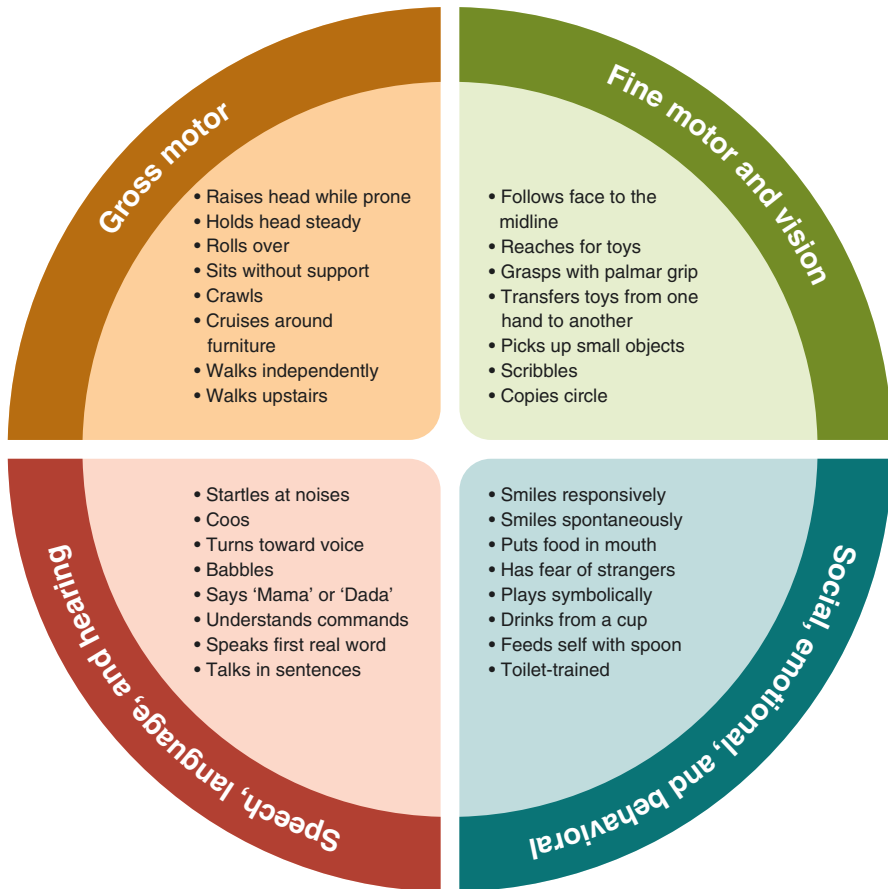 Gross motor
• Raises head while prone
• Holds head steady
• Rolls over
• Sits without support
• Crawls
• Cruises around
furniture
• Walks independently
• Walks upstairs
Fine motor and vision
• Follows face to the
midline
• Reaches for toys
• Grasps with palmar grip
• Transfers toys from one
hand to another
• Picks up small objects
• Scribbles
• Copies circle
Speech, language, and hearing
• Startles at noises
• Coos
• Turns toward voice
• Babbles
• Says ‘Mama’ or ‘Dada’
• Understands commands
• Speaks first real word
• Talks in sentences
Social, emotional, and behavioral
• Smiles responsively
• Smiles spontaneously
• Puts food in mouth
• Has fear of strangers
• Plays symbolically
• Drinks from a cup
• Feeds self with spoon
• Toilet-trained